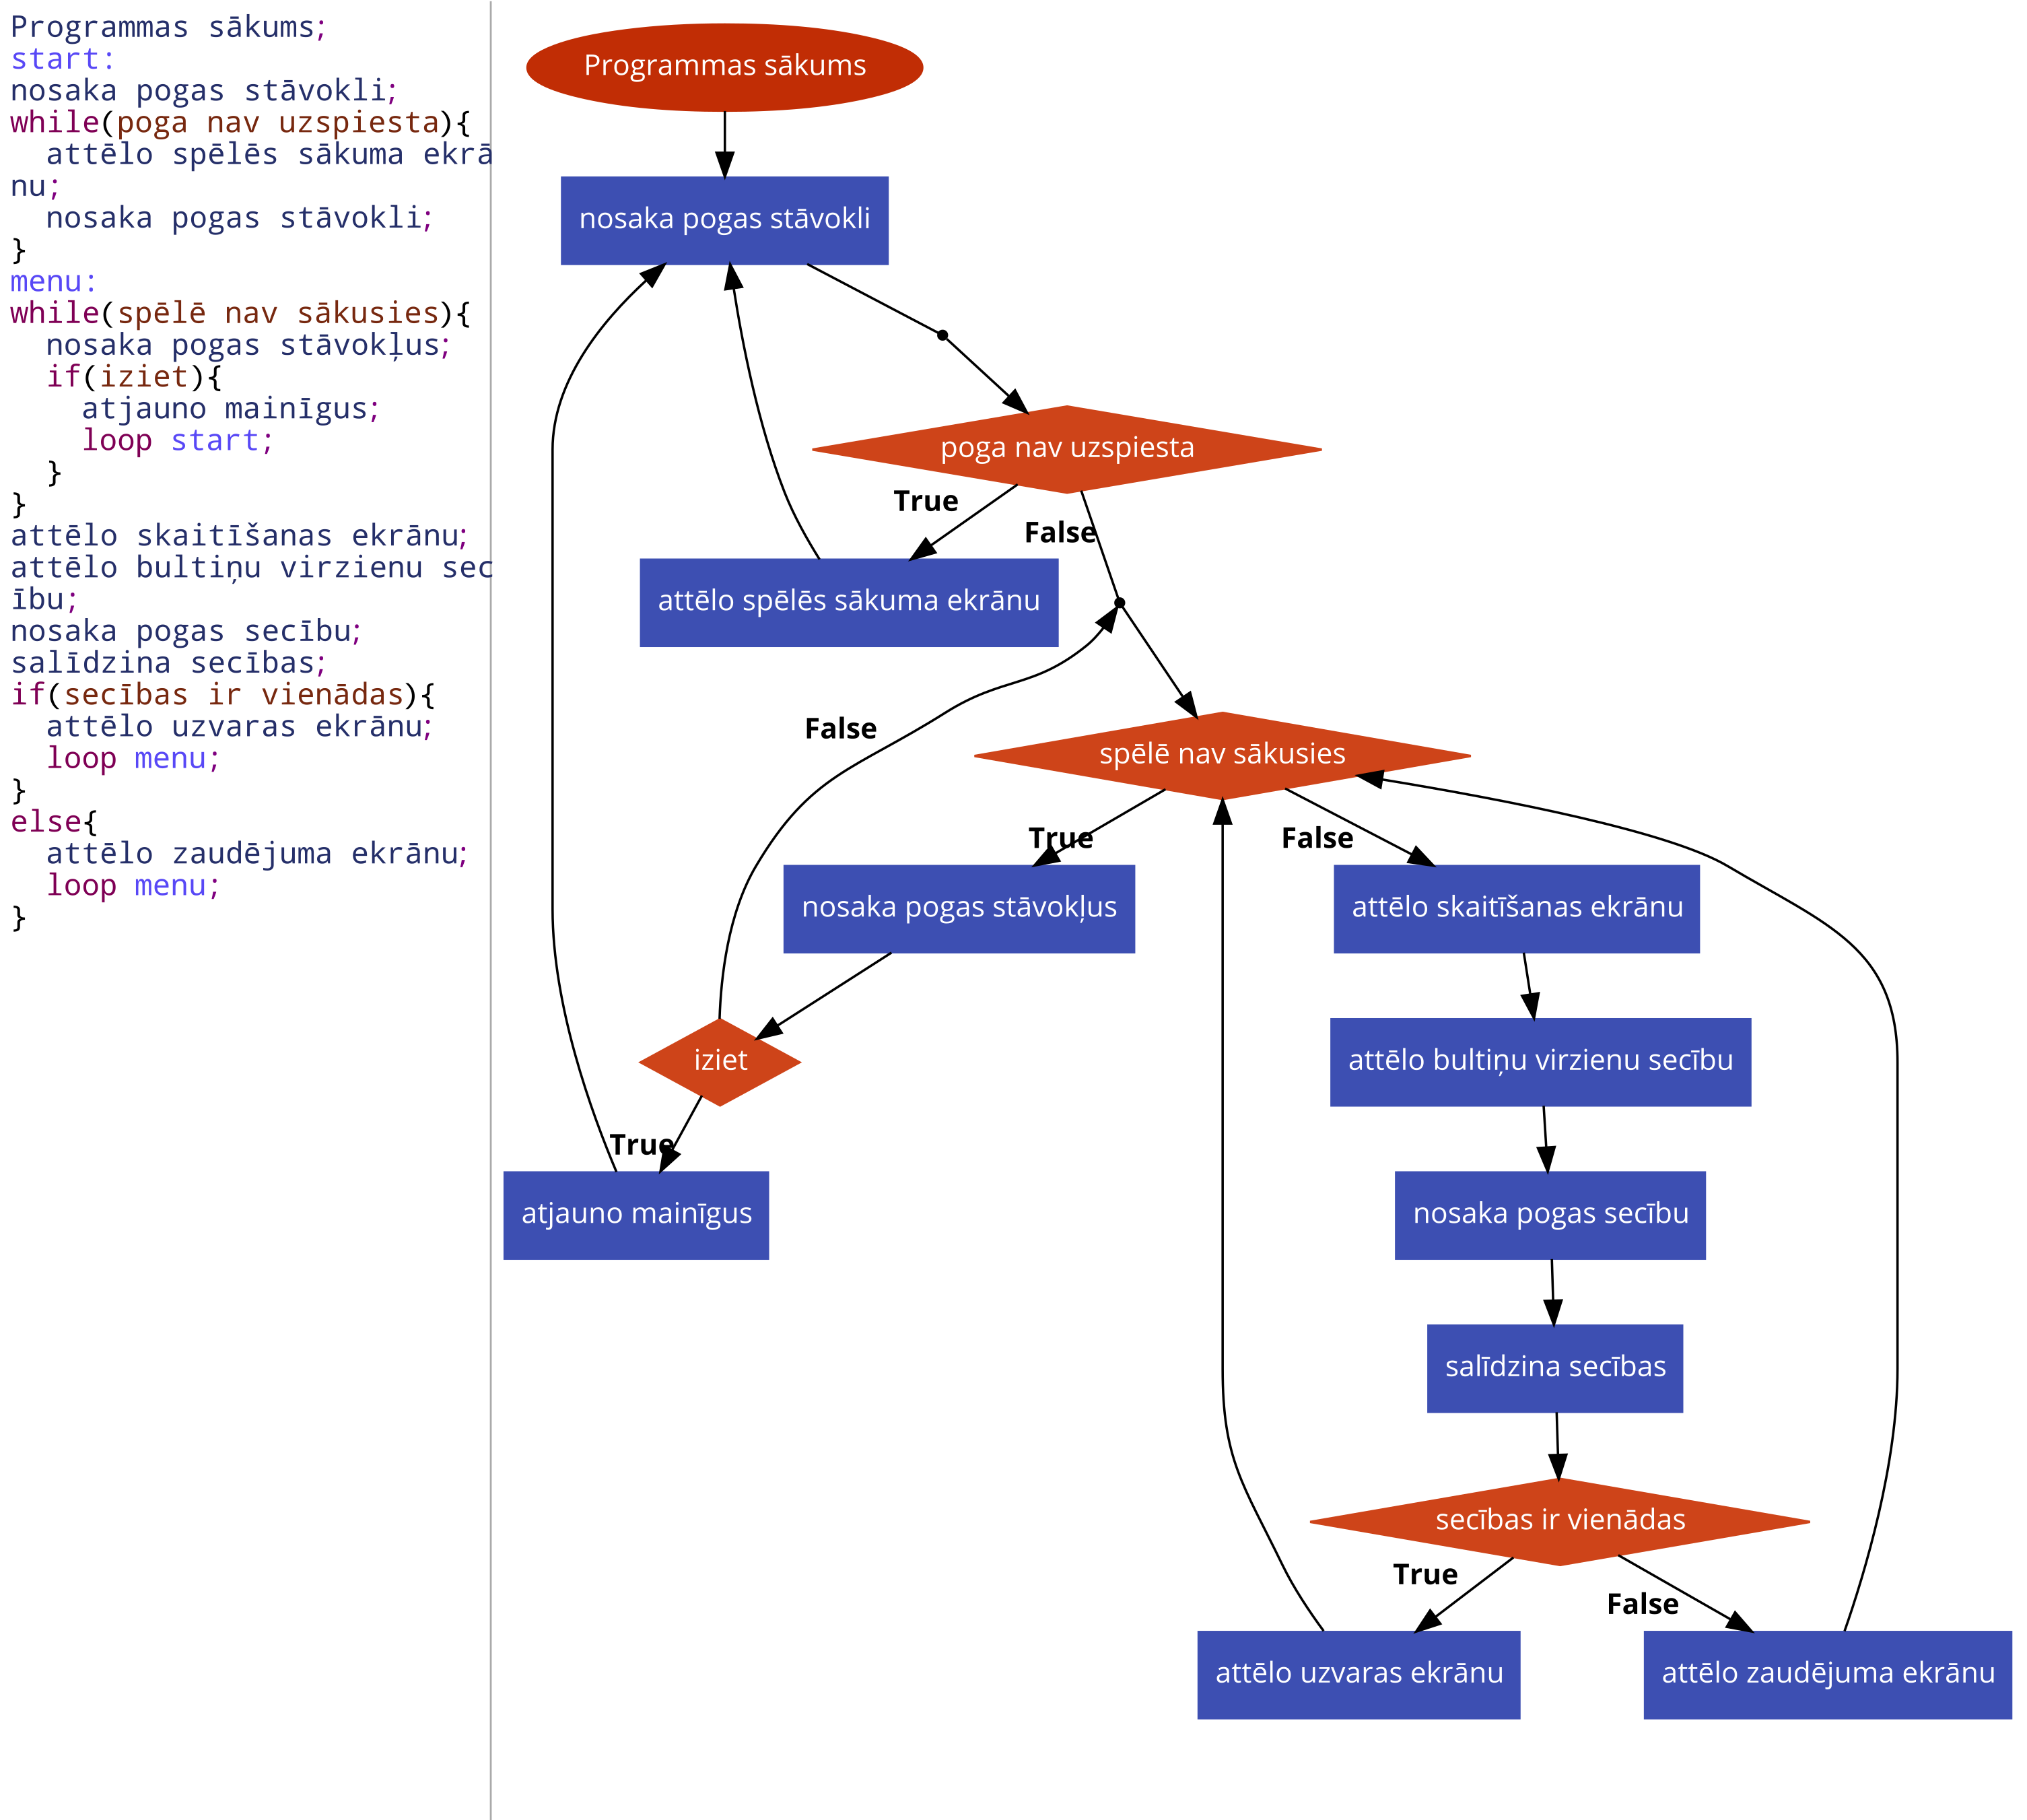 Programmas sākums;
start:
nosaka pogas stāvokli;
while(poga nav uzspiesta){
  attēlo spēlēs sākuma ekrā
nu;
  nosaka pogas stāvokli;
}
menu:
while(spēlē nav sākusies){
  nosaka pogas stāvokļus;
  if(iziet){
    atjauno mainīgus;
    loop start;
  }
}
attēlo skaitīšanas ekrānu;
attēlo bultiņu virzienu sec
ību;
nosaka pogas secību;
salīdzina secības;
if(secības ir vienādas){
  attēlo uzvaras ekrānu;
  loop menu;
}
else{
  attēlo zaudējuma ekrānu;
  loop menu;
}
Programmas sākums
nosaka pogas stāvokli
poga nav uzspiesta
True
False
attēlo spēlēs sākuma ekrānu
False
spēlē nav sākusies
True
False
nosaka pogas stāvokļus
attēlo skaitīšanas ekrānu
iziet
attēlo bultiņu virzienu secību
True
atjauno mainīgus
nosaka pogas secību
salīdzina secības
secības ir vienādas
True
False
attēlo uzvaras ekrānu
attēlo zaudējuma ekrānu